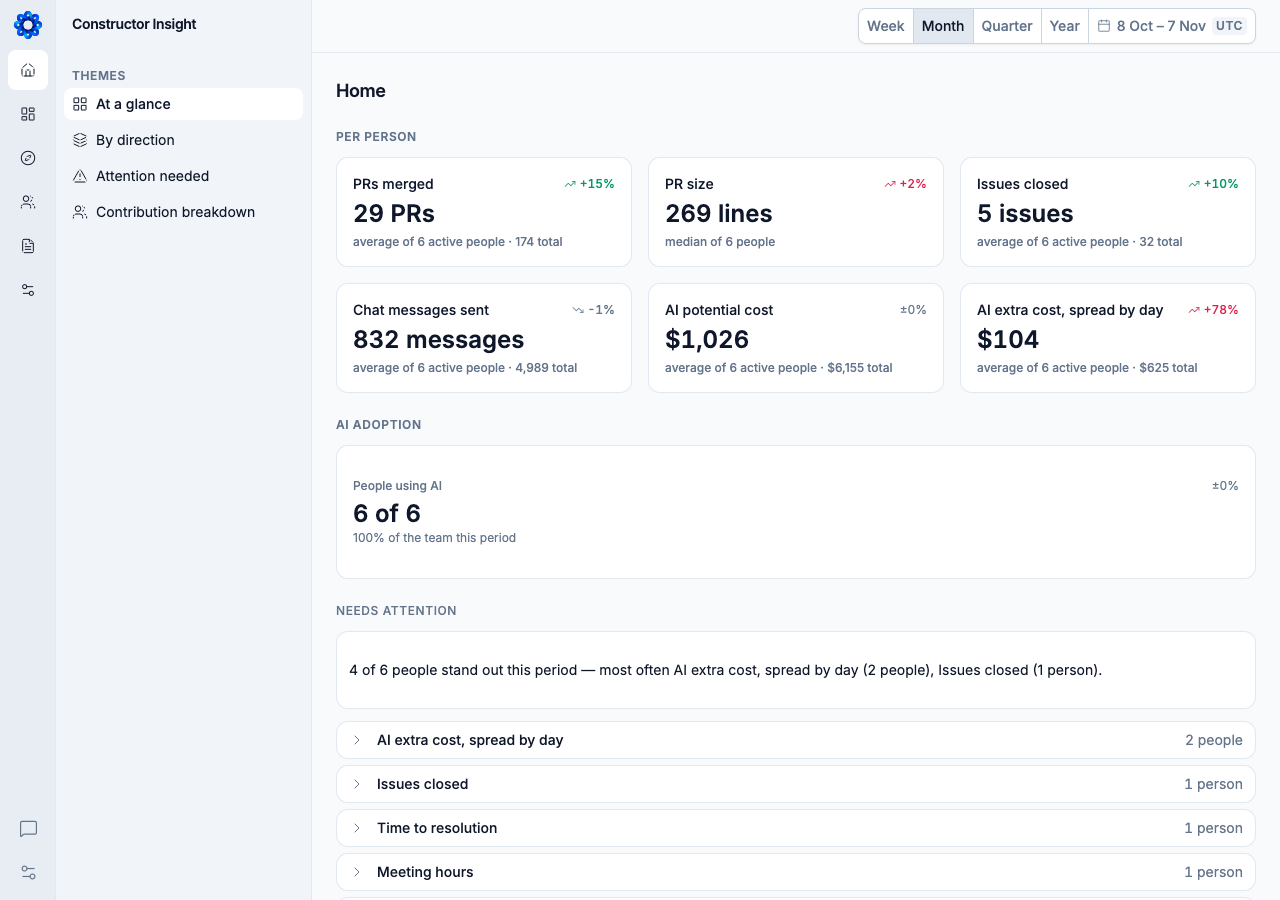 Constructor Insight
Week Month Quarter Year 8 Oct – 7 Nov UTC
THEMES
At a glance
By direction
Attention needed
Contribution breakdown
Home
PER PERSON
PRs merged +15%
29 PRs
average of 6 active people · 174 total
PR size +2%
269 lines
median of 6 people
Issues closed +10%
5 issues
average of 6 active people · 32 total
Chat messages sent -1%
832 messages
average of 6 active people · 4,989 total
AI potential cost ±0%
$1,026
average of 6 active people · $6,155 total
AI extra cost, spread by day +78%
$104
average of 6 active people · $625 total
AI ADOPTION
People using AI ±0%
6 of 6
100% of the team this period
NEEDS ATTENTION
4 of 6 people stand out this period — most often AI extra cost, spread by day (2 people), Issues closed (1 person).
AI extra cost, spread by day 2 people
Issues closed 1 person
Time to resolution 1 person
Meeting hours 1 person